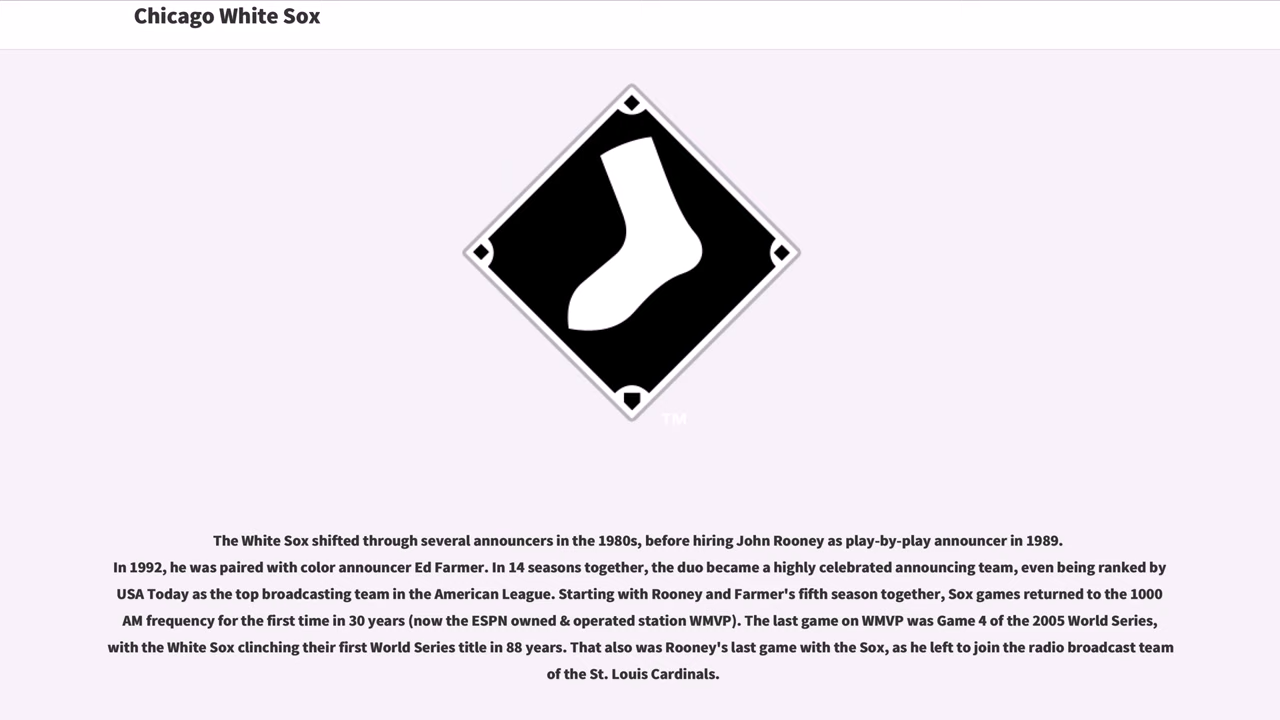 Chicago White Sox
TM
The White Sox shifted through several announcers in the 1980s, before hiring John Rooney as play-by-play announcer in 1989.
In 1992, he was paired with color announcer Ed Farmer. In 14 seasons together, the duo became a highly celebrated announcing team, even being ranked by
USA Today as the top broadcasting team in the American League. Starting with Rooney and Farmer's fifth season together, Sox games returned to the 1000
AM frequency for the first time in 30 years (now the ESPN owned & operated station WMVP). The last game on WMVP was Game 4 of the 2005 World Series,
with the White Sox clinching their first World Series title in 88 years. That also was Rooney's last game with the Sox, as he left to join the radio broadcast team
of the St. Louis Cardinals.